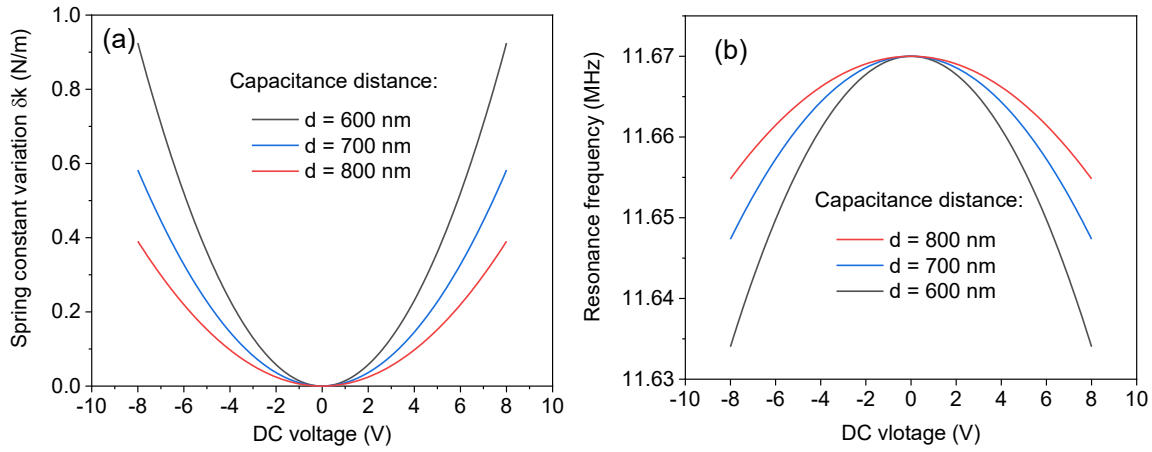 (a)
Spring constant variation δk (N/m)
1.0
0.8
0.6
0.4
0.2
0.0
Capacitance distance:
d = 600 nm
d = 700 nm
d = 800 nm
-10 -8 -6 -4 -2 0 2 4 6 8 10
DC voltage (V)
(b)
Resonance frequency (MHz)
11.67
11.66
11.65
11.64
11.63
Capacitance distance:
d = 800 nm
d = 700 nm
d = 600 nm
-10 -8 -6 -4 -2 0 2 4 6 8 10
DC vlotage (V)